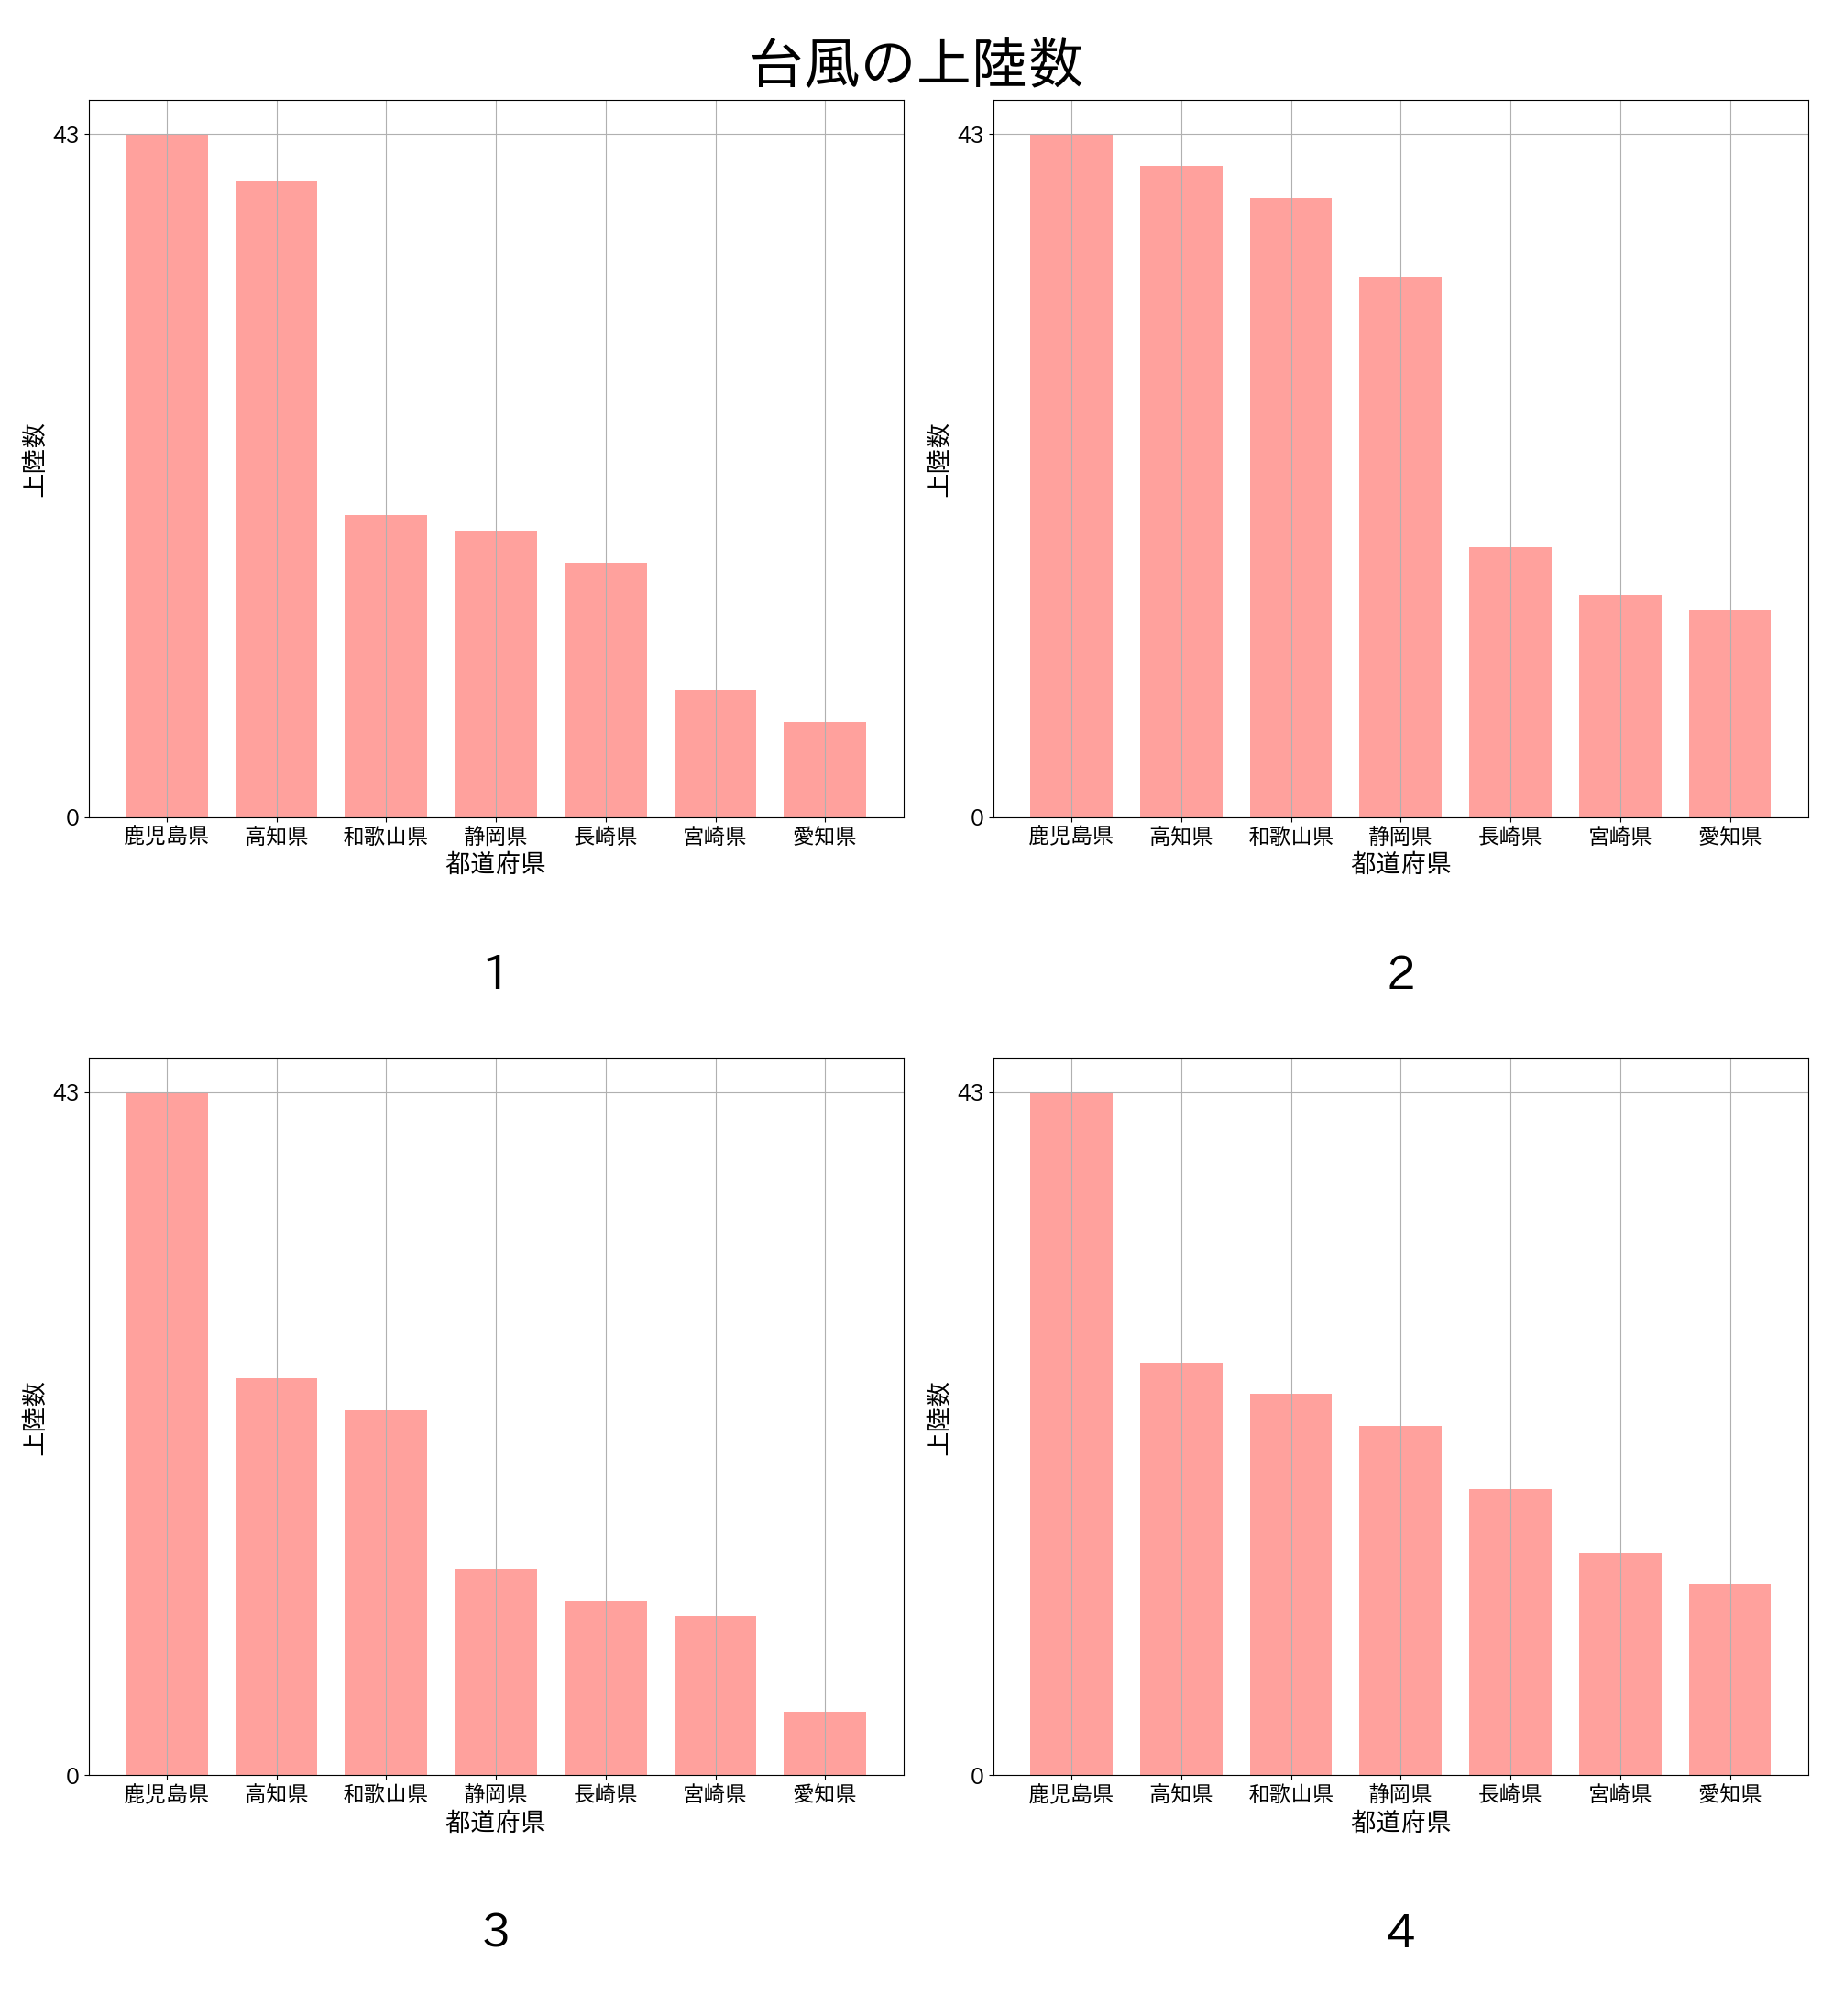 台風の上陸数
43
0
上陸数
鹿児島県 高知県 和歌山県 静岡県 長崎県 宮崎県 愛知県
都道府県
1
43
0
上陸数
鹿児島県 高知県 和歌山県 静岡県 長崎県 宮崎県 愛知県
都道府県
2
43
0
上陸数
鹿児島県 高知県 和歌山県 静岡県 長崎県 宮崎県 愛知県
都道府県
3
43
0
上陸数
鹿児島県 高知県 和歌山県 静岡県 長崎県 宮崎県 愛知県
都道府県
4